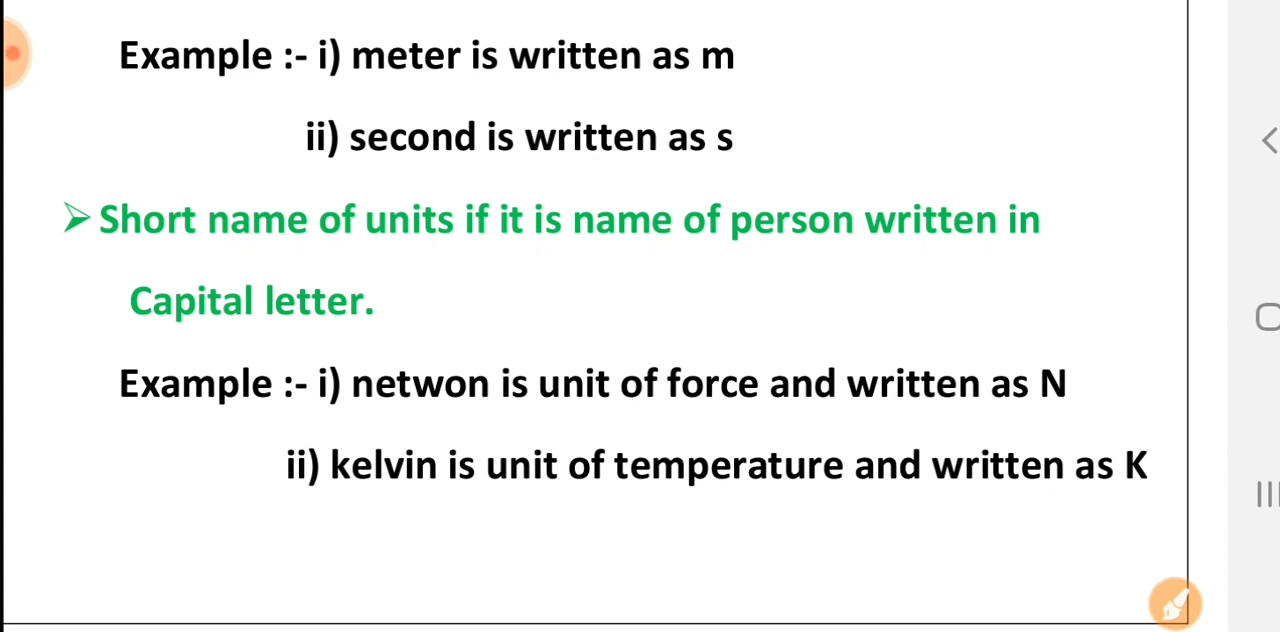 Example :- i) meter is written as m
ii) second is written as s
➢ Short name of units if it is name of person written in
Capital letter.
Example :- i) netwon is unit of force and written as N
ii) kelvin is unit of temperature and written as K